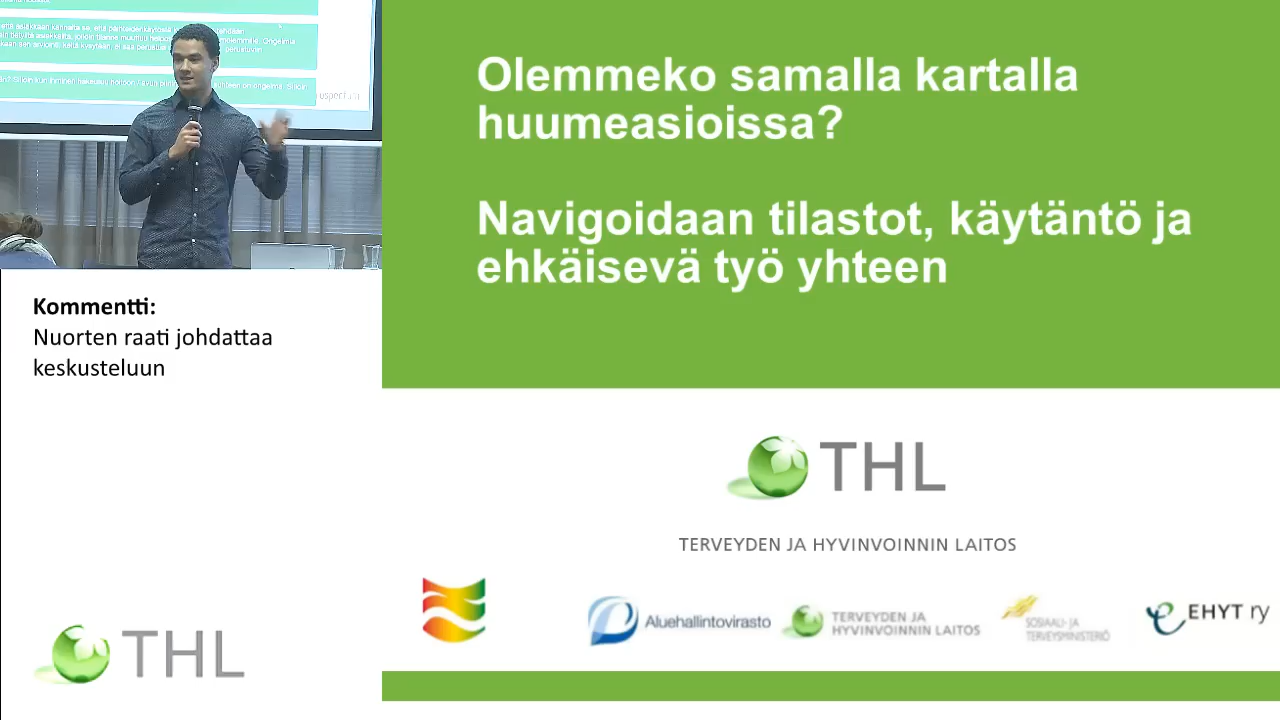 Olemmeko samalla kartalla
huumeasioissa?
Navigoidaan tilastot, käytäntö ja
ehkäisevä työ yhteen
Kommentti:
Nuorten raati johdattaa
keskusteluun
THL
TERVEYDEN JA HYVINVOINNIN LAITOS
Aluehallintovirasto
TERVEYDEN JA
HYVINVOINNIN LAITOS
SOSIAALI- JA
TERVEYSMINISTERIÖ
EHYT ry
THL